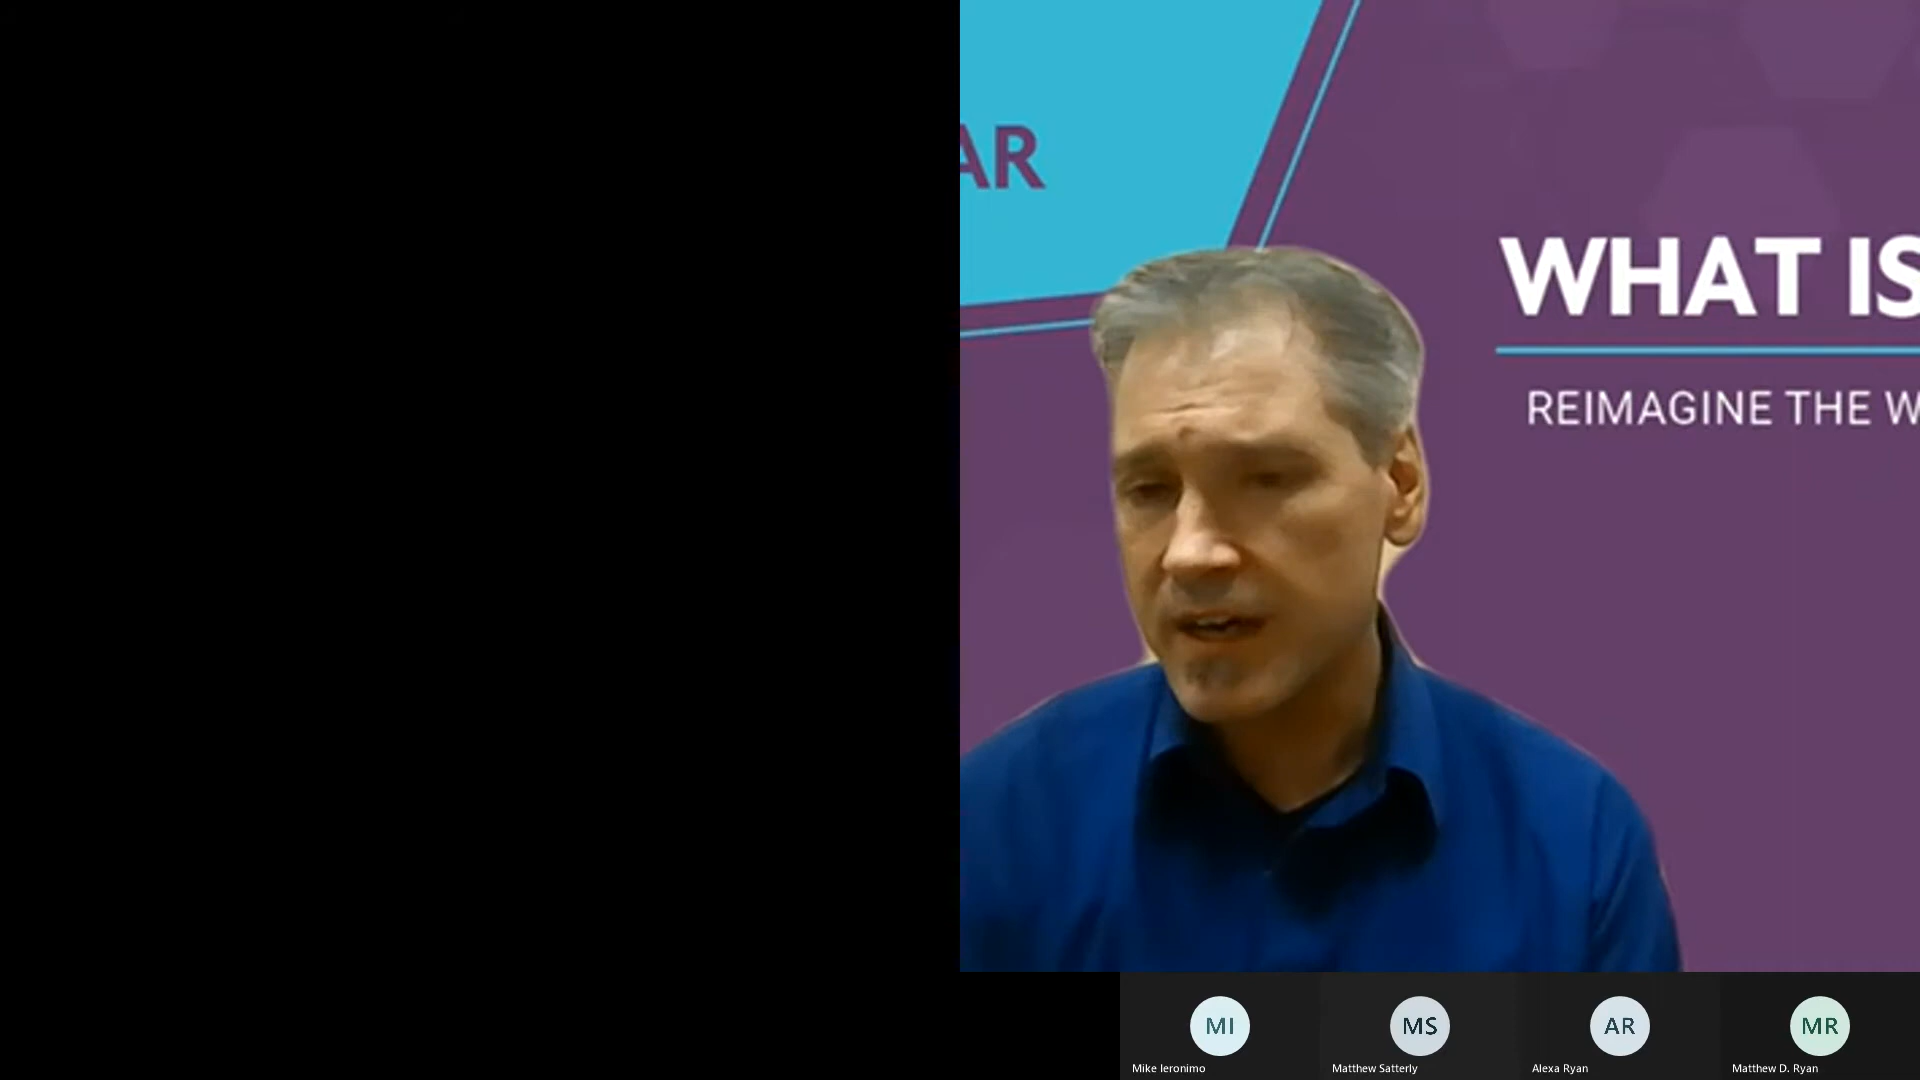 AR
WHAT IS
REIMAGINE THE W
MI
MS
AR
MR
Mike Ieronimo
Matthew Satterly
Alexa Ryan
Matthew D. Ryan